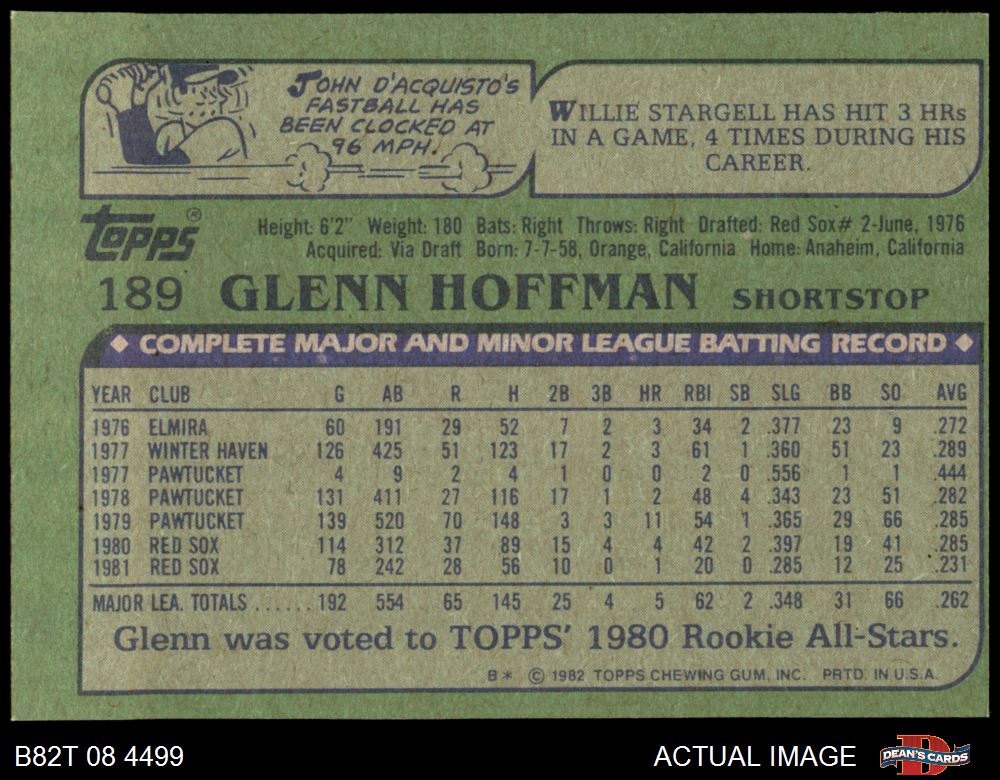 JOHN D'ACQUISTO'S
FASTBALL HAS
BEEN CLOCKED AT
96 MPH.
WILLIE STARGELL HAS HIT 3 HRs
IN A GAME, 4 TIMES DURING HIS
CAREER.
Topps®
Height: 6'2" Weight: 180 Bats: Right Throws: Right Drafted: Red Sox# 2-June, 1976
Acquired: Via Draft Born: 7-7-58, Orange, California Home: Anaheim, California
189 GLENN HOFFMAN SHORTSTOP
◆ COMPLETE MAJOR AND MINOR LEAGUE BATTING RECORD ◆
YEAR CLUB G AB R H 2B 3B HR RBI SB SLG BB SO AVG
1976 ELMIRA 60 191 29 52 7 2 3 34 2 .377 23 9 .272
1977 WINTER HAVEN 126 425 51 123 17 2 3 61 1 .360 51 23 .289
1977 PAWTUCKET 4 9 2 4 1 0 0 2 0 .556 1 1 .444
1978 PAWTUCKET 131 411 27 116 17 1 2 48 4 .343 23 51 .282
1979 PAWTUCKET 139 520 70 148 3 3 11 54 1 .365 29 66 .285
1980 RED SOX 114 312 37 89 15 4 4 42 2 .397 19 41 .285
1981 RED SOX 78 242 28 56 10 0 1 20 0 .285 12 25 .231
MAJOR LEA. TOTALS ...... 192 554 65 145 25 4 5 62 2 .348 31 66 .262
Glenn was voted to TOPPS' 1980 Rookie All-Stars.
B* © 1982 TOPPS CHEWING GUM, INC. PRTD. IN U.S.A.
B82T 08 4499
ACTUAL IMAGE
DEAN'S CARDS